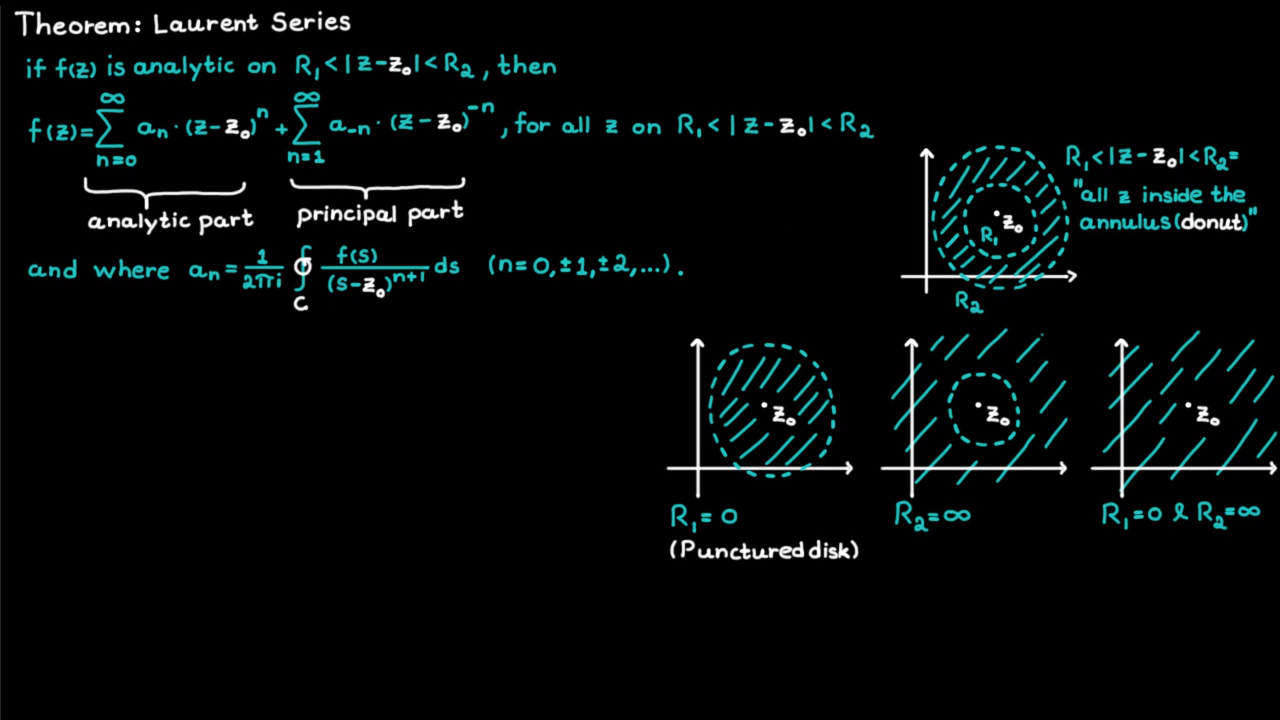 Theorem: Laurent Series
if f(z) is analytic on R₁<|z-z₀|<R₂, then
f(z)=∑_{n=0}^{∞} aₙ·(z-z₀)ⁿ+∑_{n=1}^{∞} a₋ₙ·(z-z₀)⁻ⁿ, for all z on R₁<|z-z₀|<R₂
analytic part principal part
and where aₙ= 1/2πi ∮_C f(s)/(s-z₀)ⁿ⁺¹ ds (n=0,±1,±2,...).
R₁<|z-z₀|<R₂=
"all z inside the
annulus(donut)"
z₀
R₁
R₂
z₀ z₀ z₀
R₁=0 R₂=∞ R₁=0 & R₂=∞
(Punctured disk)